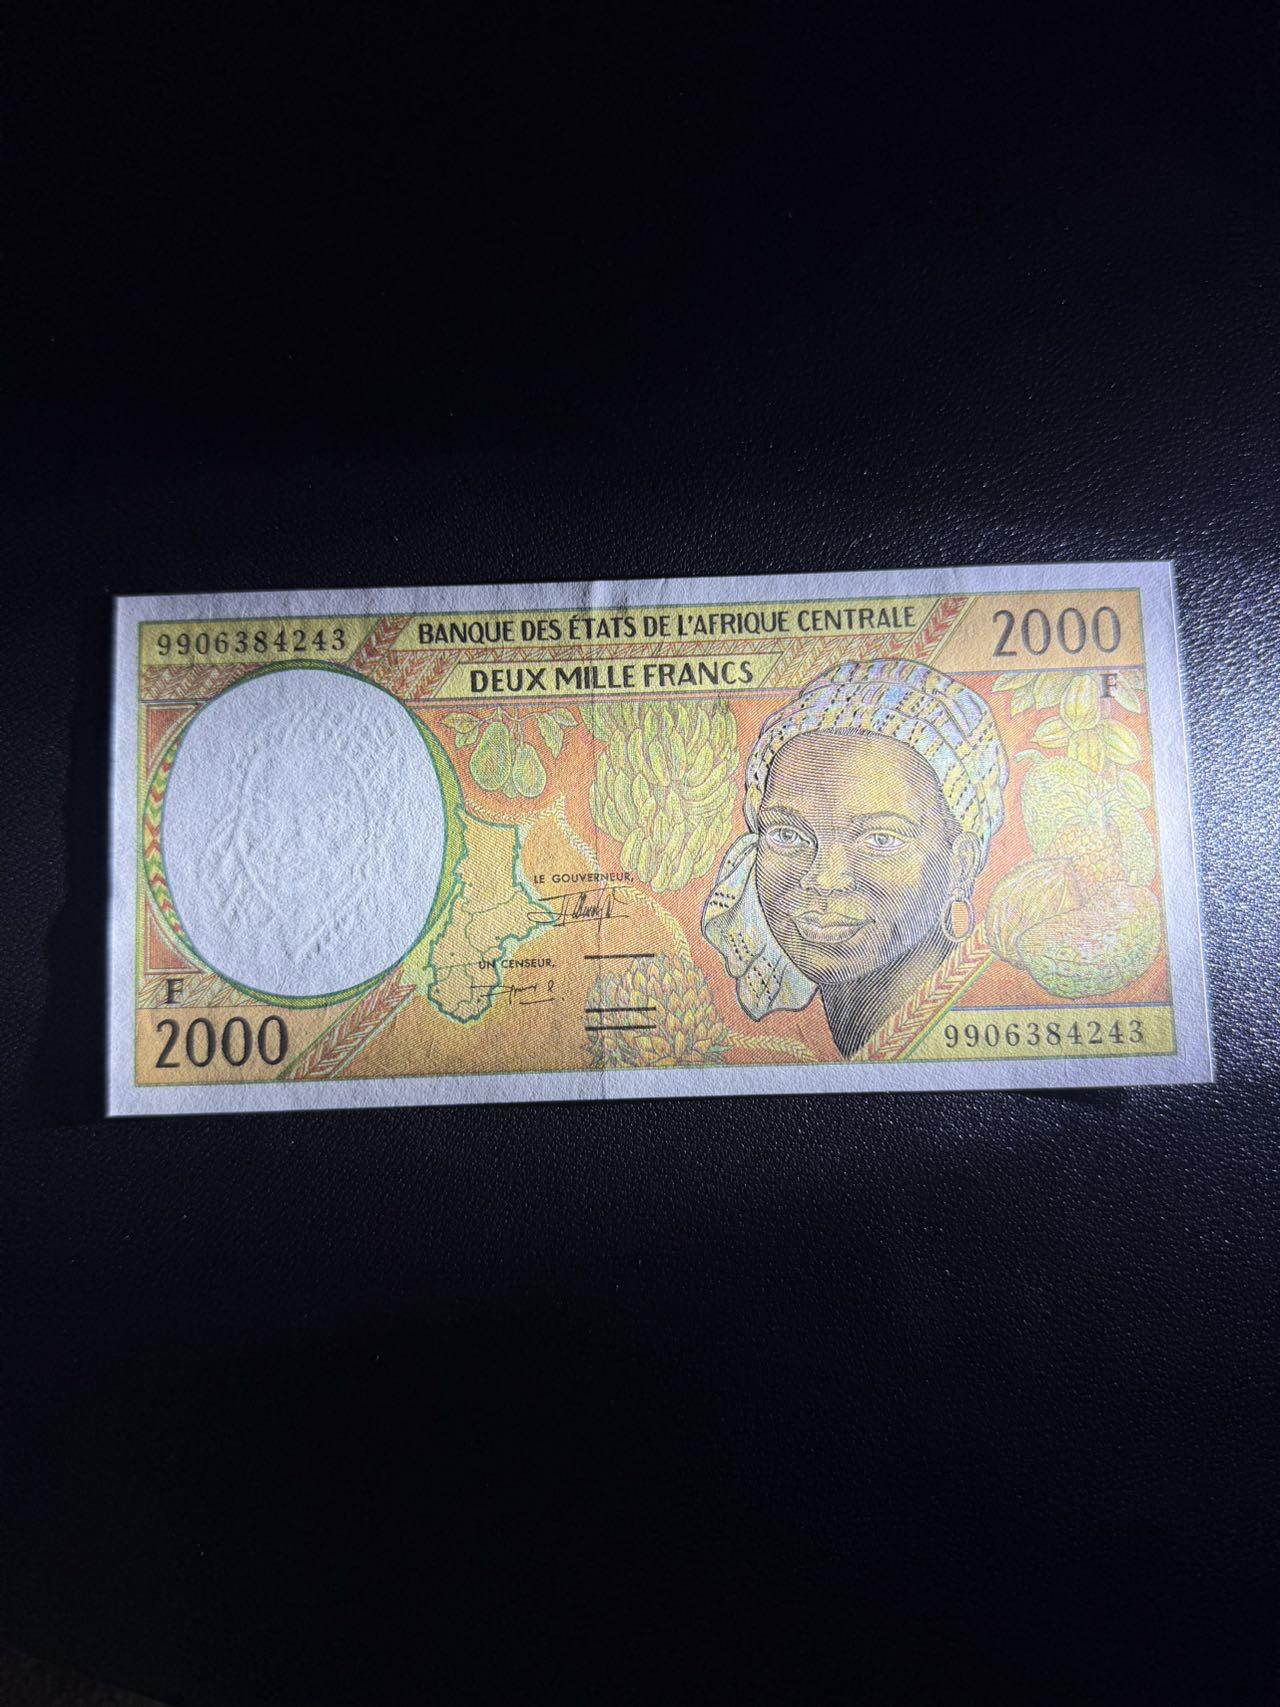 9906384243
BANQUE DES ÉTATS DE L'AFRIQUE CENTRALE
2000
DEUX MILLE FRANCS
F
LE GOUVERNEUR,
UN CENSEUR,
F
2000
9906384243